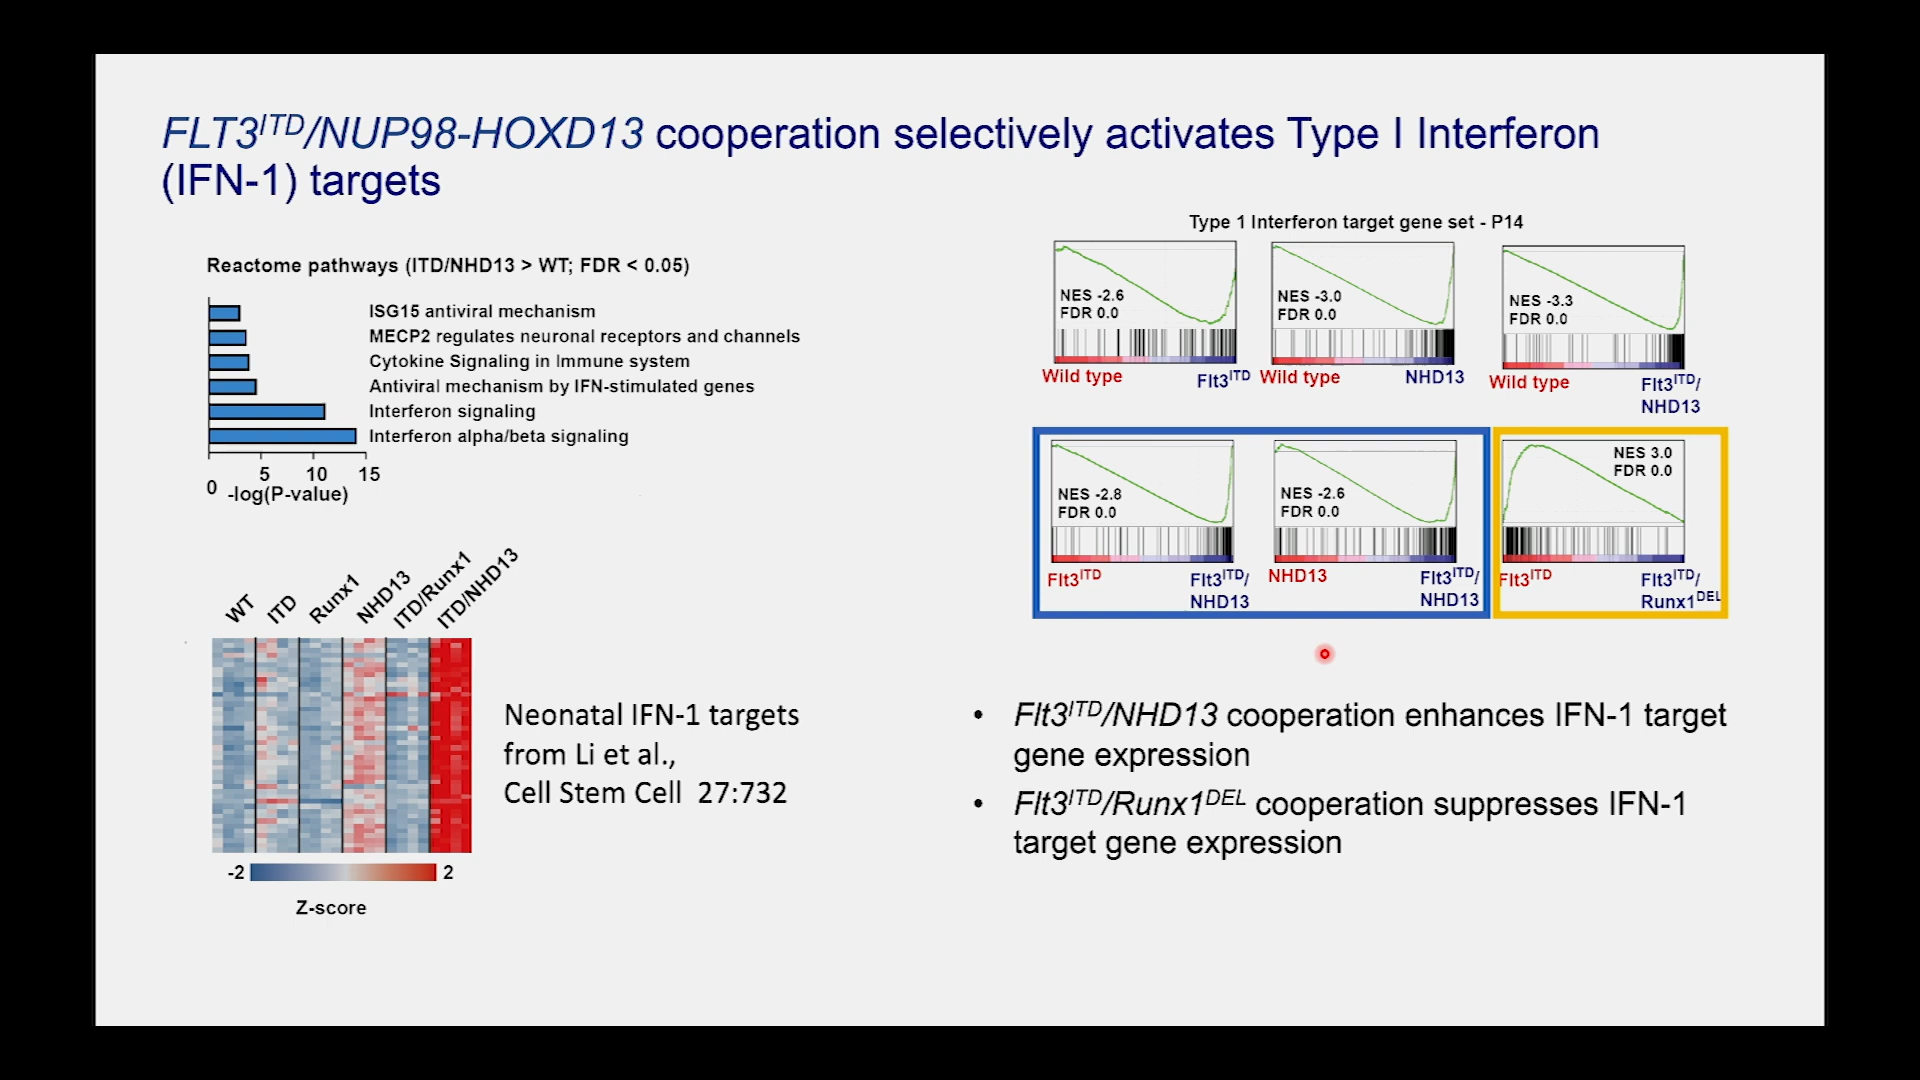 FLT3ITD/NUP98-HOXD13 cooperation selectively activates Type I Interferon
(IFN-1) targets
Reactome pathways (ITD/NHD13 > WT; FDR < 0.05)
ISG15 antiviral mechanism
MECP2 regulates neuronal receptors and channels
Cytokine Signaling in Immune system
Antiviral mechanism by IFN-stimulated genes
Interferon signaling
Interferon alpha/beta signaling
0 5 10 15
-log(P-value)
WT ITD Runx1 NHD13 ITD/Runx1 ITD/NHD13
-2 2
Z-score
Neonatal IFN-1 targets
from Li et al.,
Cell Stem Cell 27:732
Type 1 Interferon target gene set - P14
NES -2.6
FDR 0.0
Wild type Flt3ITD
NES -3.0
FDR 0.0
Wild type NHD13
NES -3.3
FDR 0.0
Wild type Flt3ITD/
NHD13
NES -2.8
FDR 0.0
Flt3ITD Flt3ITD/
NHD13
NES -2.6
FDR 0.0
NHD13 Flt3ITD/
NHD13
NES 3.0
FDR 0.0
Flt3ITD Flt3ITD/
Runx1DEL
• Flt3ITD/NHD13 cooperation enhances IFN-1 target
gene expression
• Flt3ITD/Runx1DEL cooperation suppresses IFN-1
target gene expression